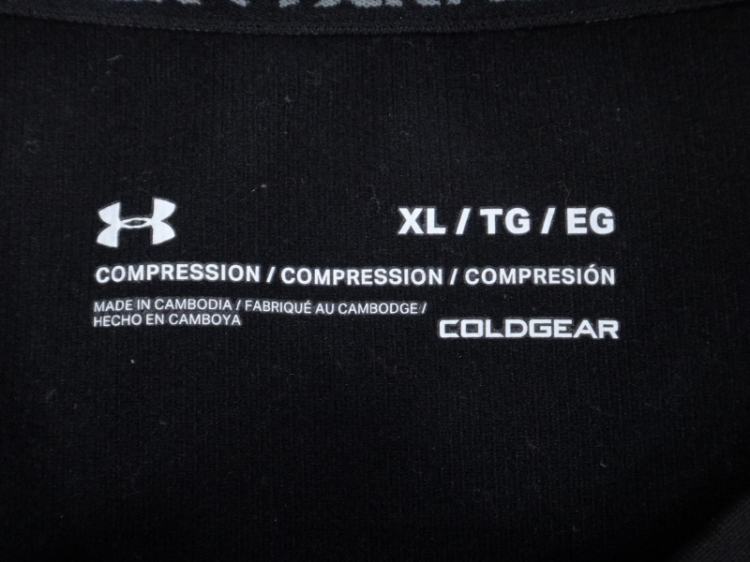 XL / TG / EG
COMPRESSION / COMPRESSION / COMPRESIÓN
MADE IN CAMBODIA / FABRIQUÉ AU CAMBODGE /
HECHO EN CAMBOYA
COLDGEAR